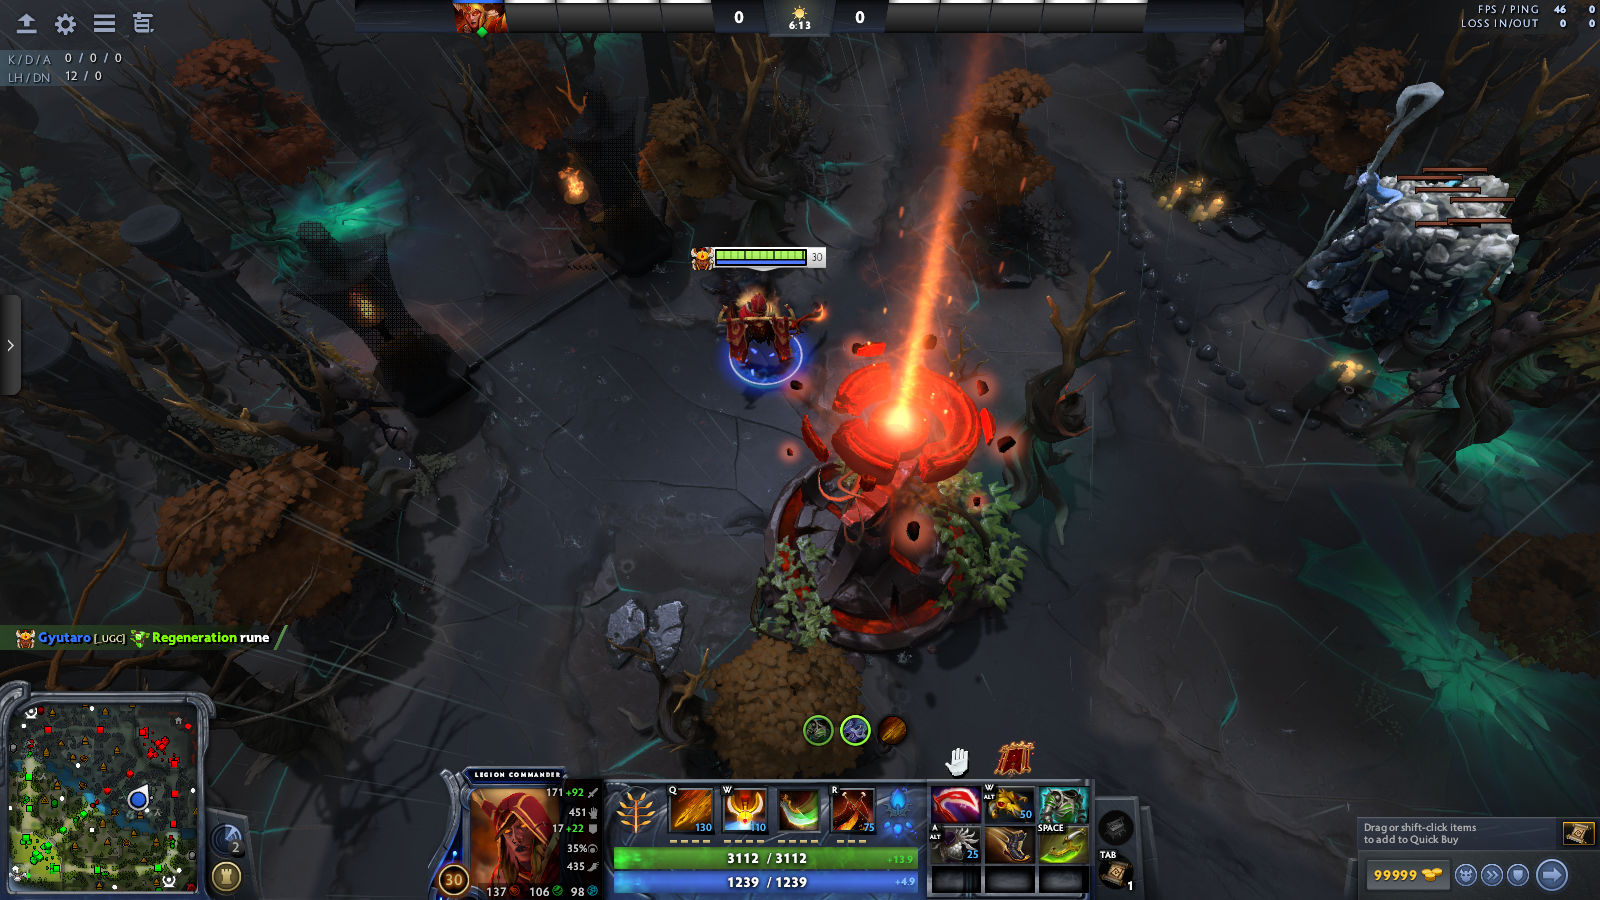 0
6:13
0
FPS / PING 46 0
LOSS IN/OUT 0 0
K / D / A 0 / 0 / 0
LH / DN 12 / 0
30
Gyutaro [_UGC] Regeneration rune
2
LEGION COMMANDER
171 +92
451
17 +22
35%
435
30
137 106 98
Q
130
W
110
R
75
3112 / 3112 +13.9
1239 / 1239 +4.9
W
ALT
50
A
ALT
25
SPACE
TAB
1
Drag or shift-click items
to add to Quick Buy
99999